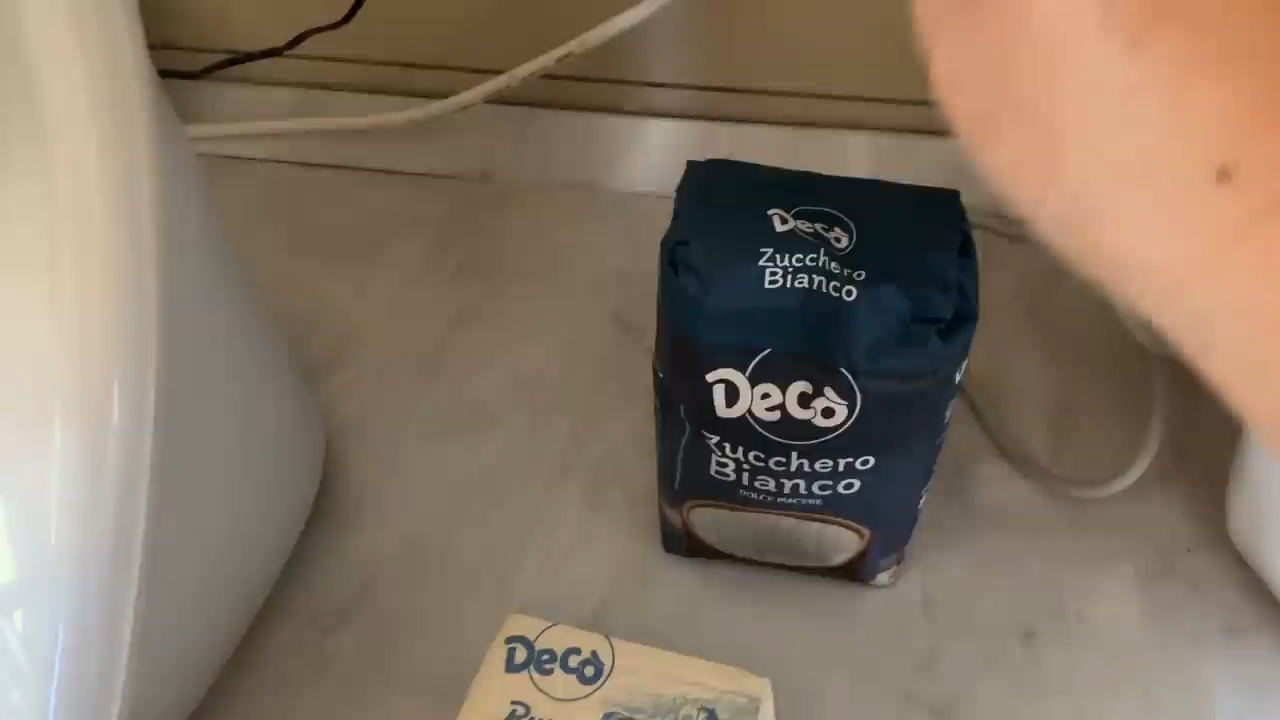 Decò
Zucchero
Bianco
Decò
Zucchero
Bianco
DOLCE PIACERE
Decò